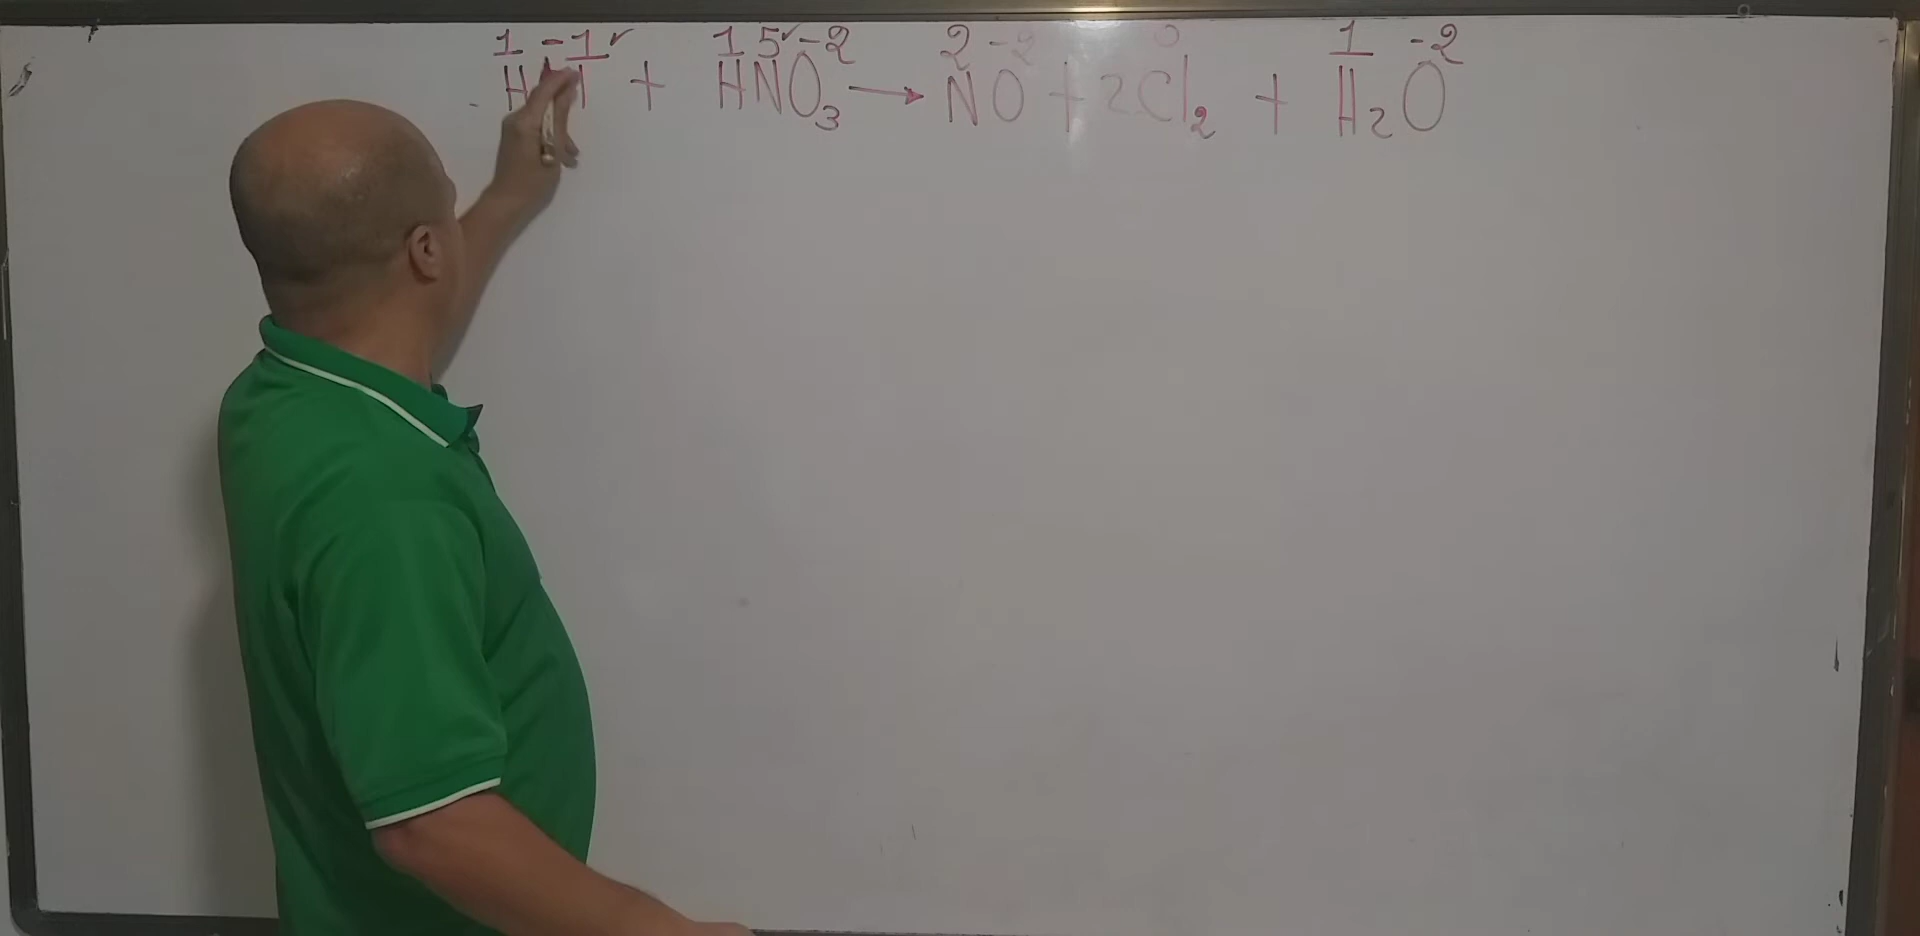 1 -1 1 5 -2 2 -2 0 1 -2
H + HNO3 → NO + 2Cl2 + H2O